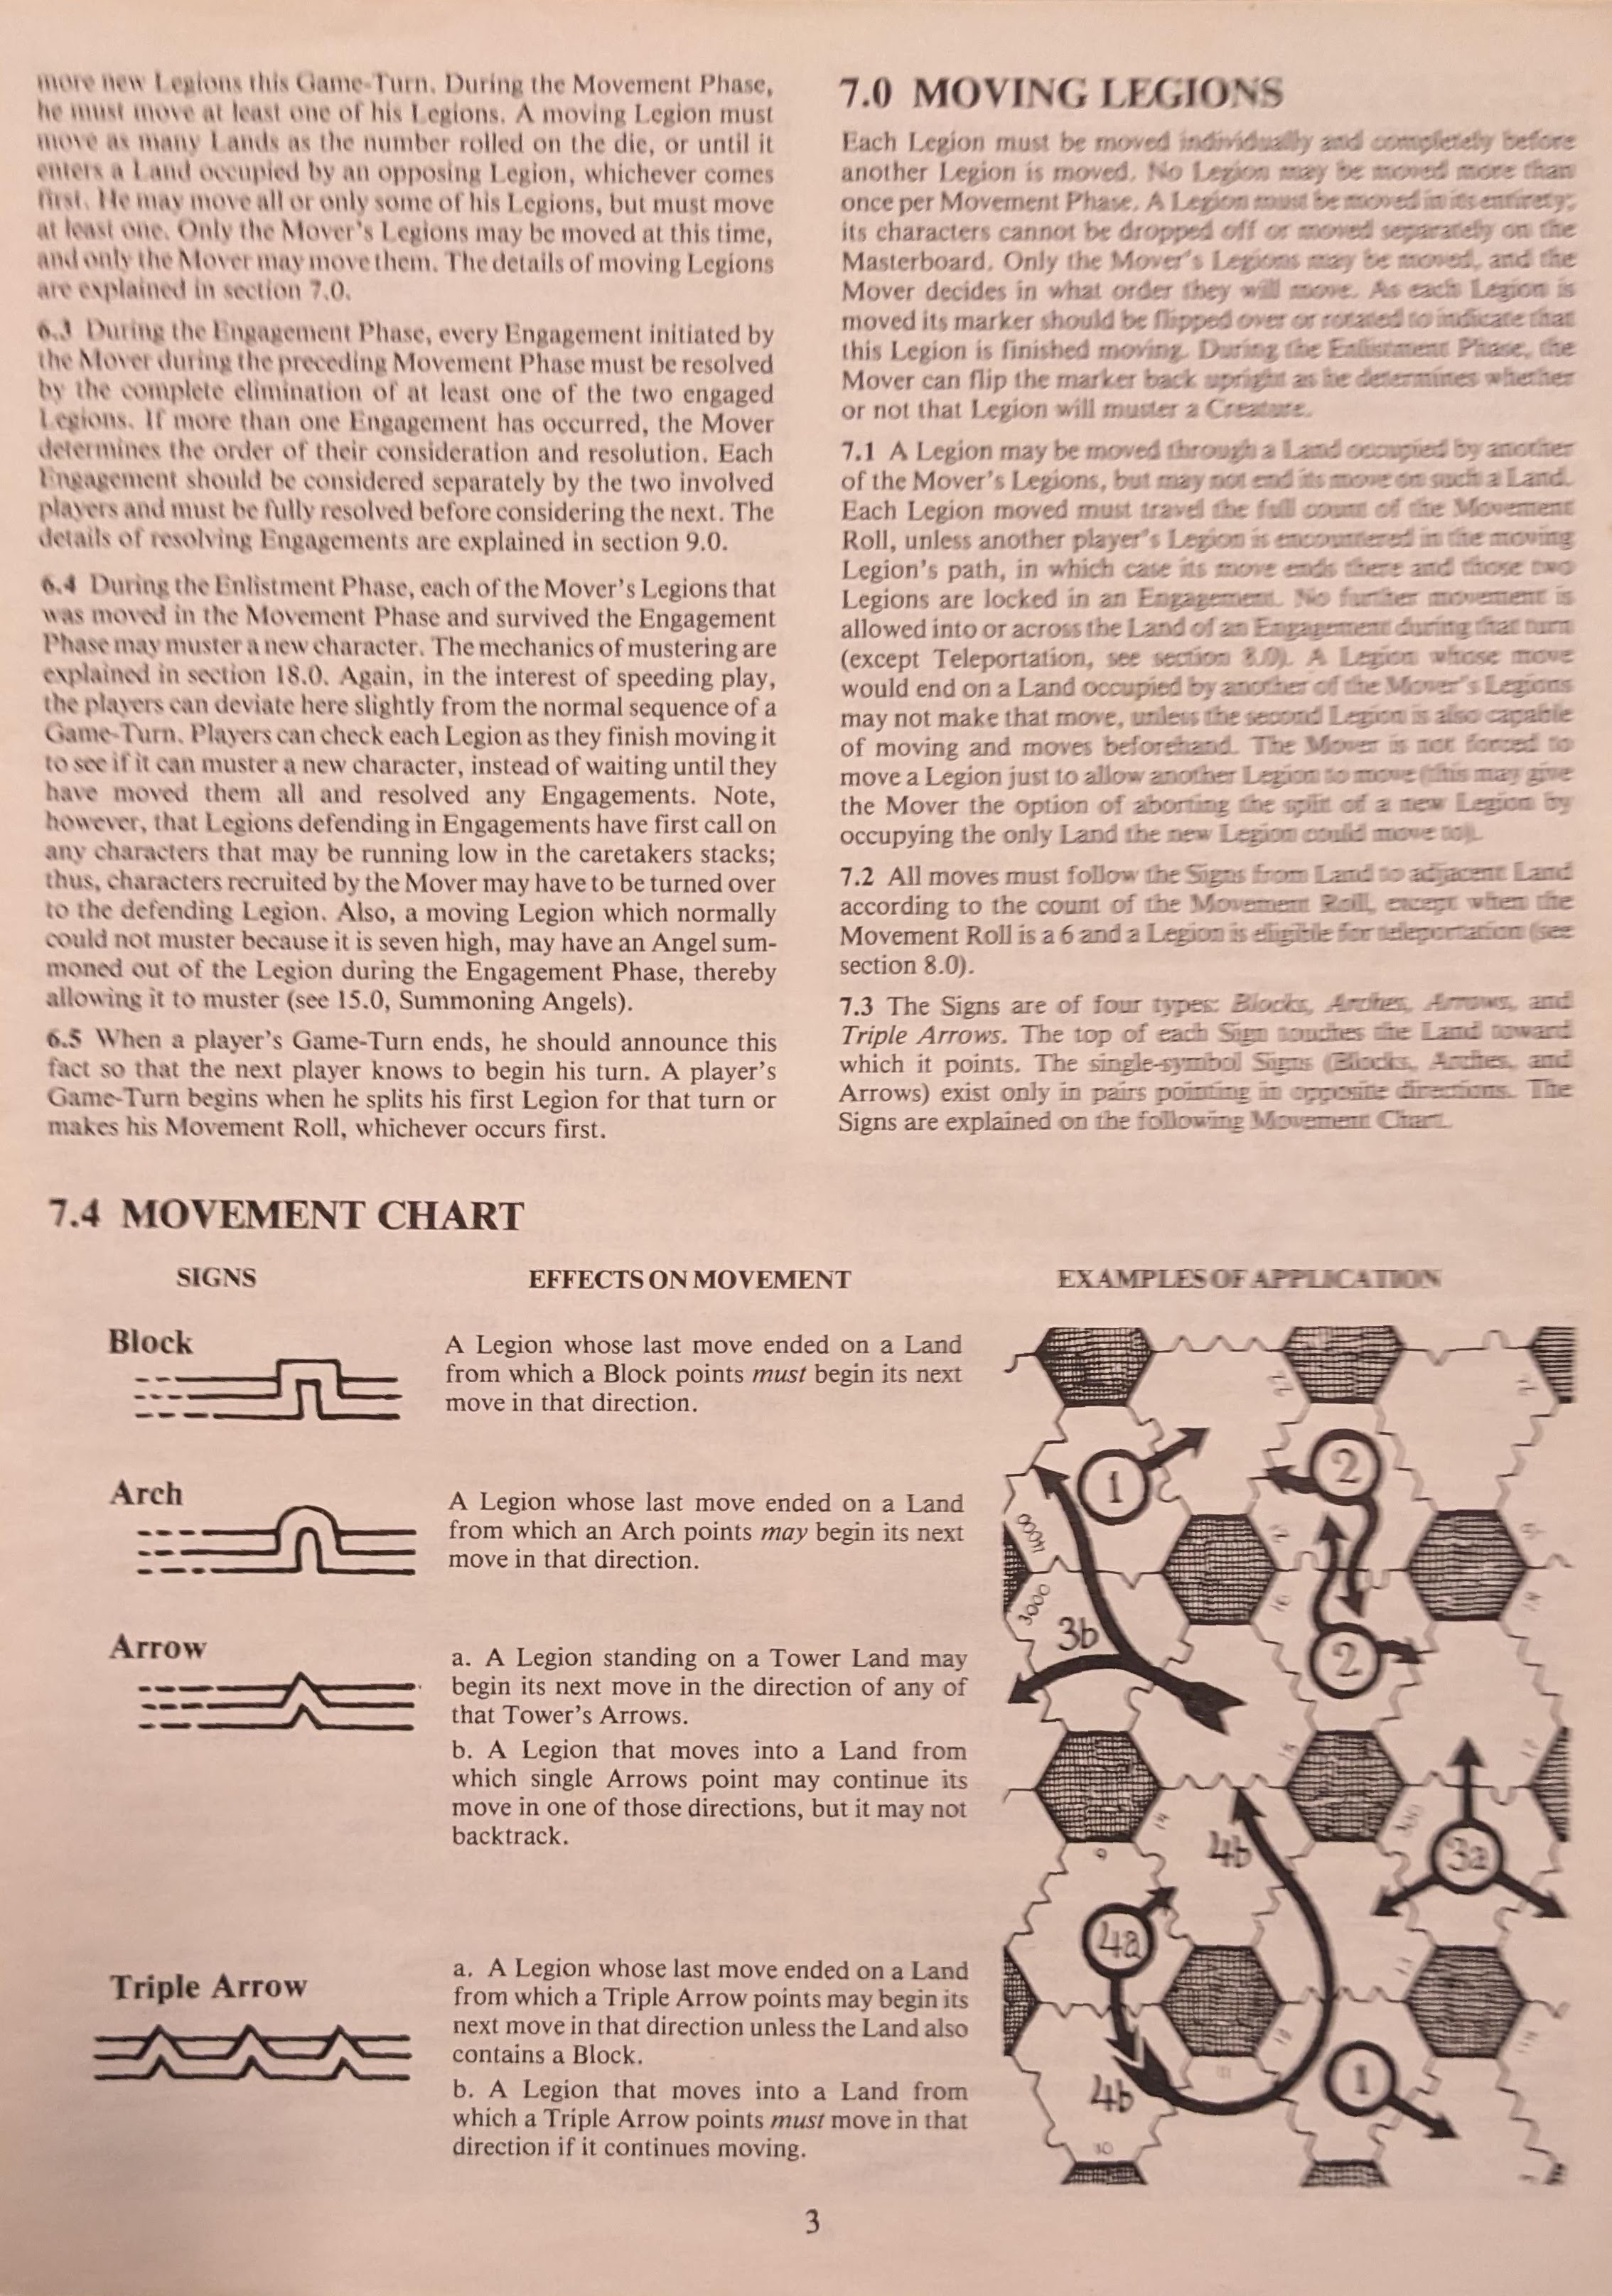 more new Legions this Game-Turn. During the Movement Phase,
he must move at least one of his Legions. A moving Legion must
move as many Lands as the number rolled on the die, or until it
enters a Land occupied by an opposing Legion, whichever comes
first. He may move all or only some of his Legions, but must move
at least one. Only the Mover's Legions may be moved at this time,
and only the Mover may move them. The details of moving Legions
are explained in section 7.0.
6.3 During the Engagement Phase, every Engagement initiated by
the Mover during the preceding Movement Phase must be resolved
by the complete elimination of at least one of the two engaged
Legions. If more than one Engagement has occurred, the Mover
determines the order of their consideration and resolution. Each
Engagement should be considered separately by the two involved
players and must be fully resolved before considering the next. The
details of resolving Engagements are explained in section 9.0.
6.4 During the Enlistment Phase, each of the Mover's Legions that
was moved in the Movement Phase and survived the Engagement
Phase may muster a new character. The mechanics of mustering are
explained in section 18.0. Again, in the interest of speeding play,
the players can deviate here slightly from the normal sequence of a
Game-Turn. Players can check each Legion as they finish moving it
to see if it can muster a new character, instead of waiting until they
have moved them all and resolved any Engagements. Note,
however, that Legions defending in Engagements have first call on
any characters that may be running low in the caretakers stacks;
thus, characters recruited by the Mover may have to be turned over
to the defending Legion. Also, a moving Legion which normally
could not muster because it is seven high, may have an Angel sum-
moned out of the Legion during the Engagement Phase, thereby
allowing it to muster (see 15.0, Summoning Angels).
6.5 When a player's Game-Turn ends, he should announce this
fact so that the next player knows to begin his turn. A player's
Game-Turn begins when he splits his first Legion for that turn or
makes his Movement Roll, whichever occurs first.
7.0 MOVING LEGIONS
Each Legion must be moved individually and completely before
another Legion is moved. No Legion may be moved more than
once per Movement Phase. A Legion must be moved in its entirety;
its characters cannot be dropped off or moved separately on the
Masterboard. Only the Mover's Legions may be moved, and the
Mover decides in what order they will move. As each Legion is
moved its marker should be flipped over or rotated to indicate that
this Legion is finished moving. During the Enlistment Phase, the
Mover can flip the marker back upright as he determines whether
or not that Legion will muster a Creature.
7.1 A Legion may be moved through a Land occupied by another
of the Mover's Legions, but may not end its move on such a Land.
Each Legion moved must travel the full count of the Movement
Roll, unless another player's Legion is encountered in the moving
Legion's path, in which case its move ends there and those two
Legions are locked in an Engagement. No further movement is
allowed into or across the Land of an Engagement during that turn
(except Teleportation, see section 8.0). A Legion whose move
would end on a Land occupied by another of the Mover's Legions
may not make that move, unless the second Legion is also capable
of moving and moves beforehand. The Mover is not forced to
move a Legion just to allow another Legion to move (this may give
the Mover the option of aborting the split of a new Legion by
occupying the only Land the new Legion could move to).
7.2 All moves must follow the Signs from Land to adjacent Land
according to the count of the Movement Roll, except when the
Movement Roll is a 6 and a Legion is eligible for teleportation (see
section 8.0).
7.3 The Signs are of four types: Blocks, Arches, Arrows, and
Triple Arrows. The top of each Sign touches the Land toward
which it points. The single-symbol Signs (Blocks, Arches, and
Arrows) exist only in pairs pointing in opposite directions. The
Signs are explained on the following Movement Chart.
7.4 MOVEMENT CHART
SIGNS
EFFECTS ON MOVEMENT
EXAMPLES OF APPLICATION
Block
A Legion whose last move ended on a Land
from which a Block points must begin its next
move in that direction.
Arch
A Legion whose last move ended on a Land
from which an Arch points may begin its next
move in that direction.
Arrow
a. A Legion standing on a Tower Land may
begin its next move in the direction of any of
that Tower's Arrows.
b. A Legion that moves into a Land from
which single Arrows point may continue its
move in one of those directions, but it may not
backtrack.
Triple Arrow
a. A Legion whose last move ended on a Land
from which a Triple Arrow points may begin its
next move in that direction unless the Land also
contains a Block.
b. A Legion that moves into a Land from
which a Triple Arrow points must move in that
direction if it continues moving.
1
2
4000
3000
3b
2
4b
3a
4a
4b
1
10
3